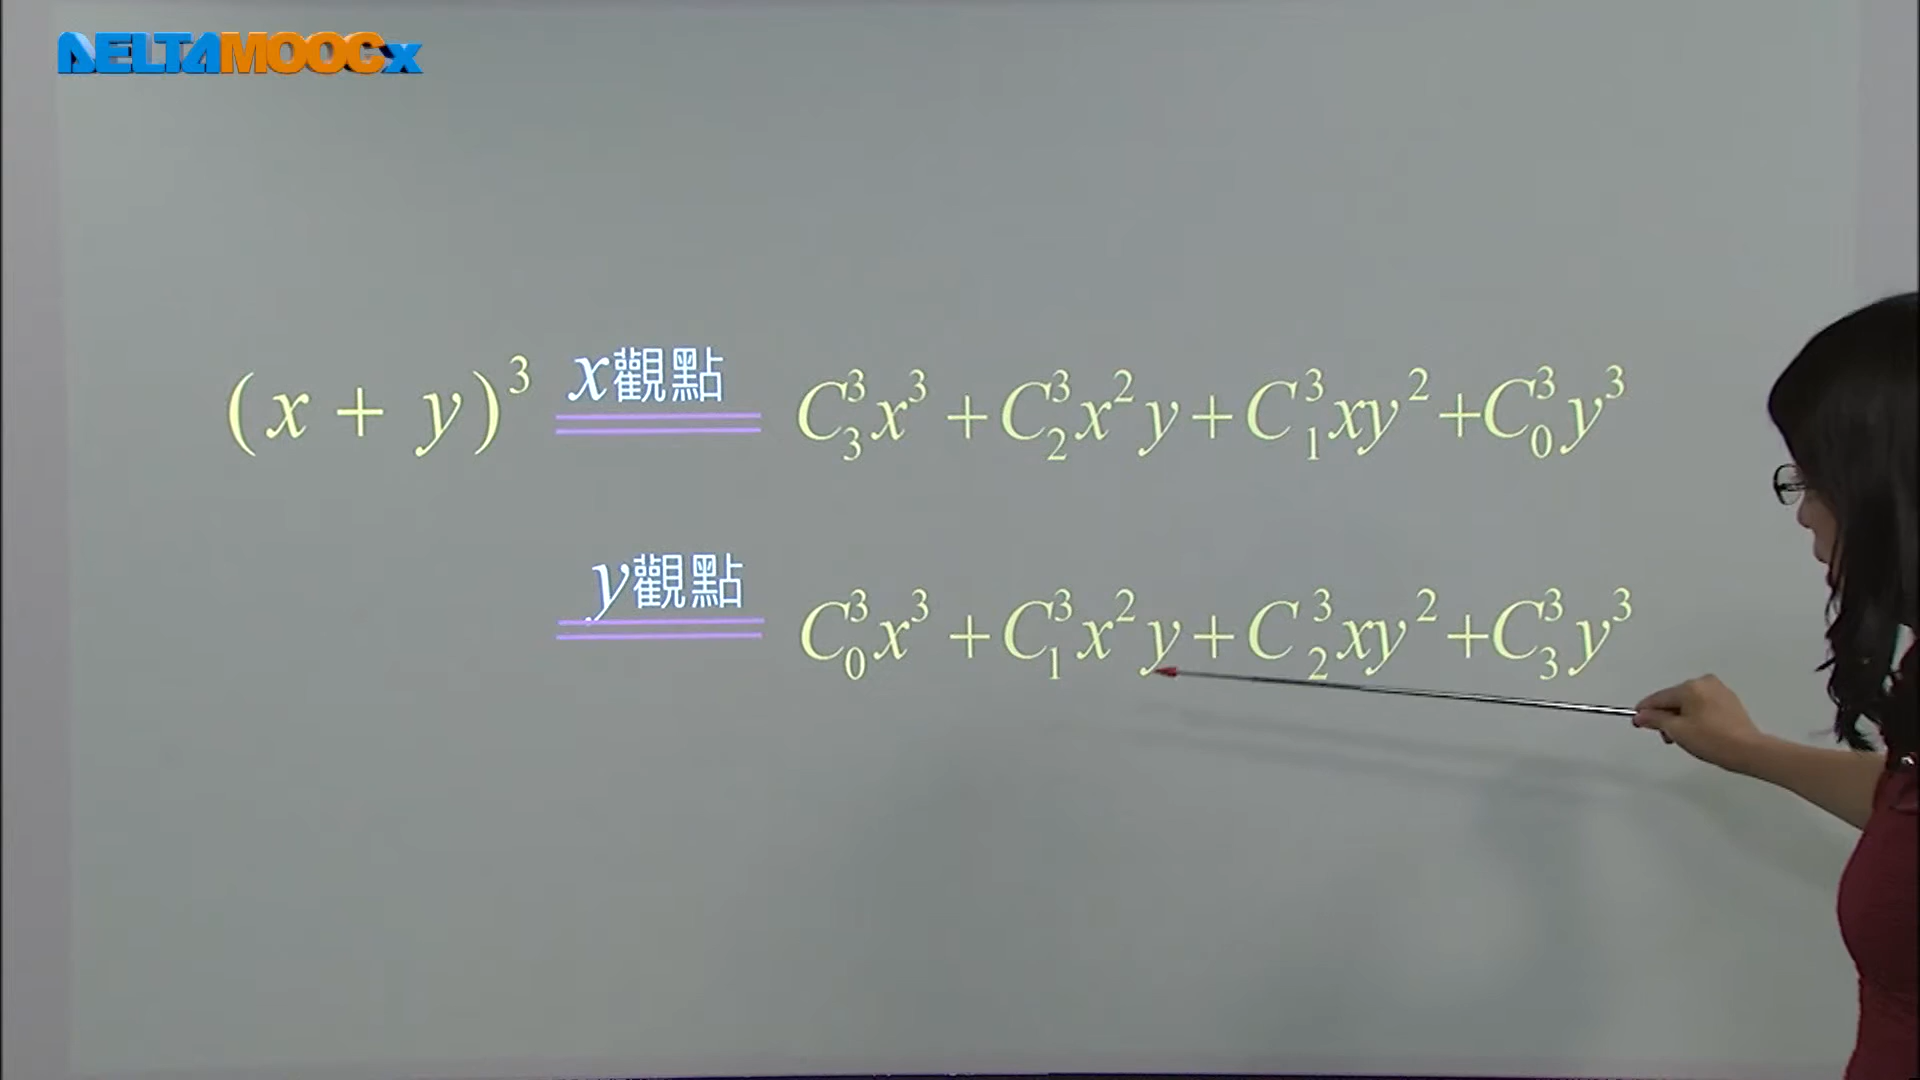 DELTAMOOCx
(x + y)³ x觀點 C³₃x³ + C³₂x²y + C³₁xy² + C³₀y³
y觀點 C³₀x³ + C³₁x²y + C³₂xy² + C³₃y³